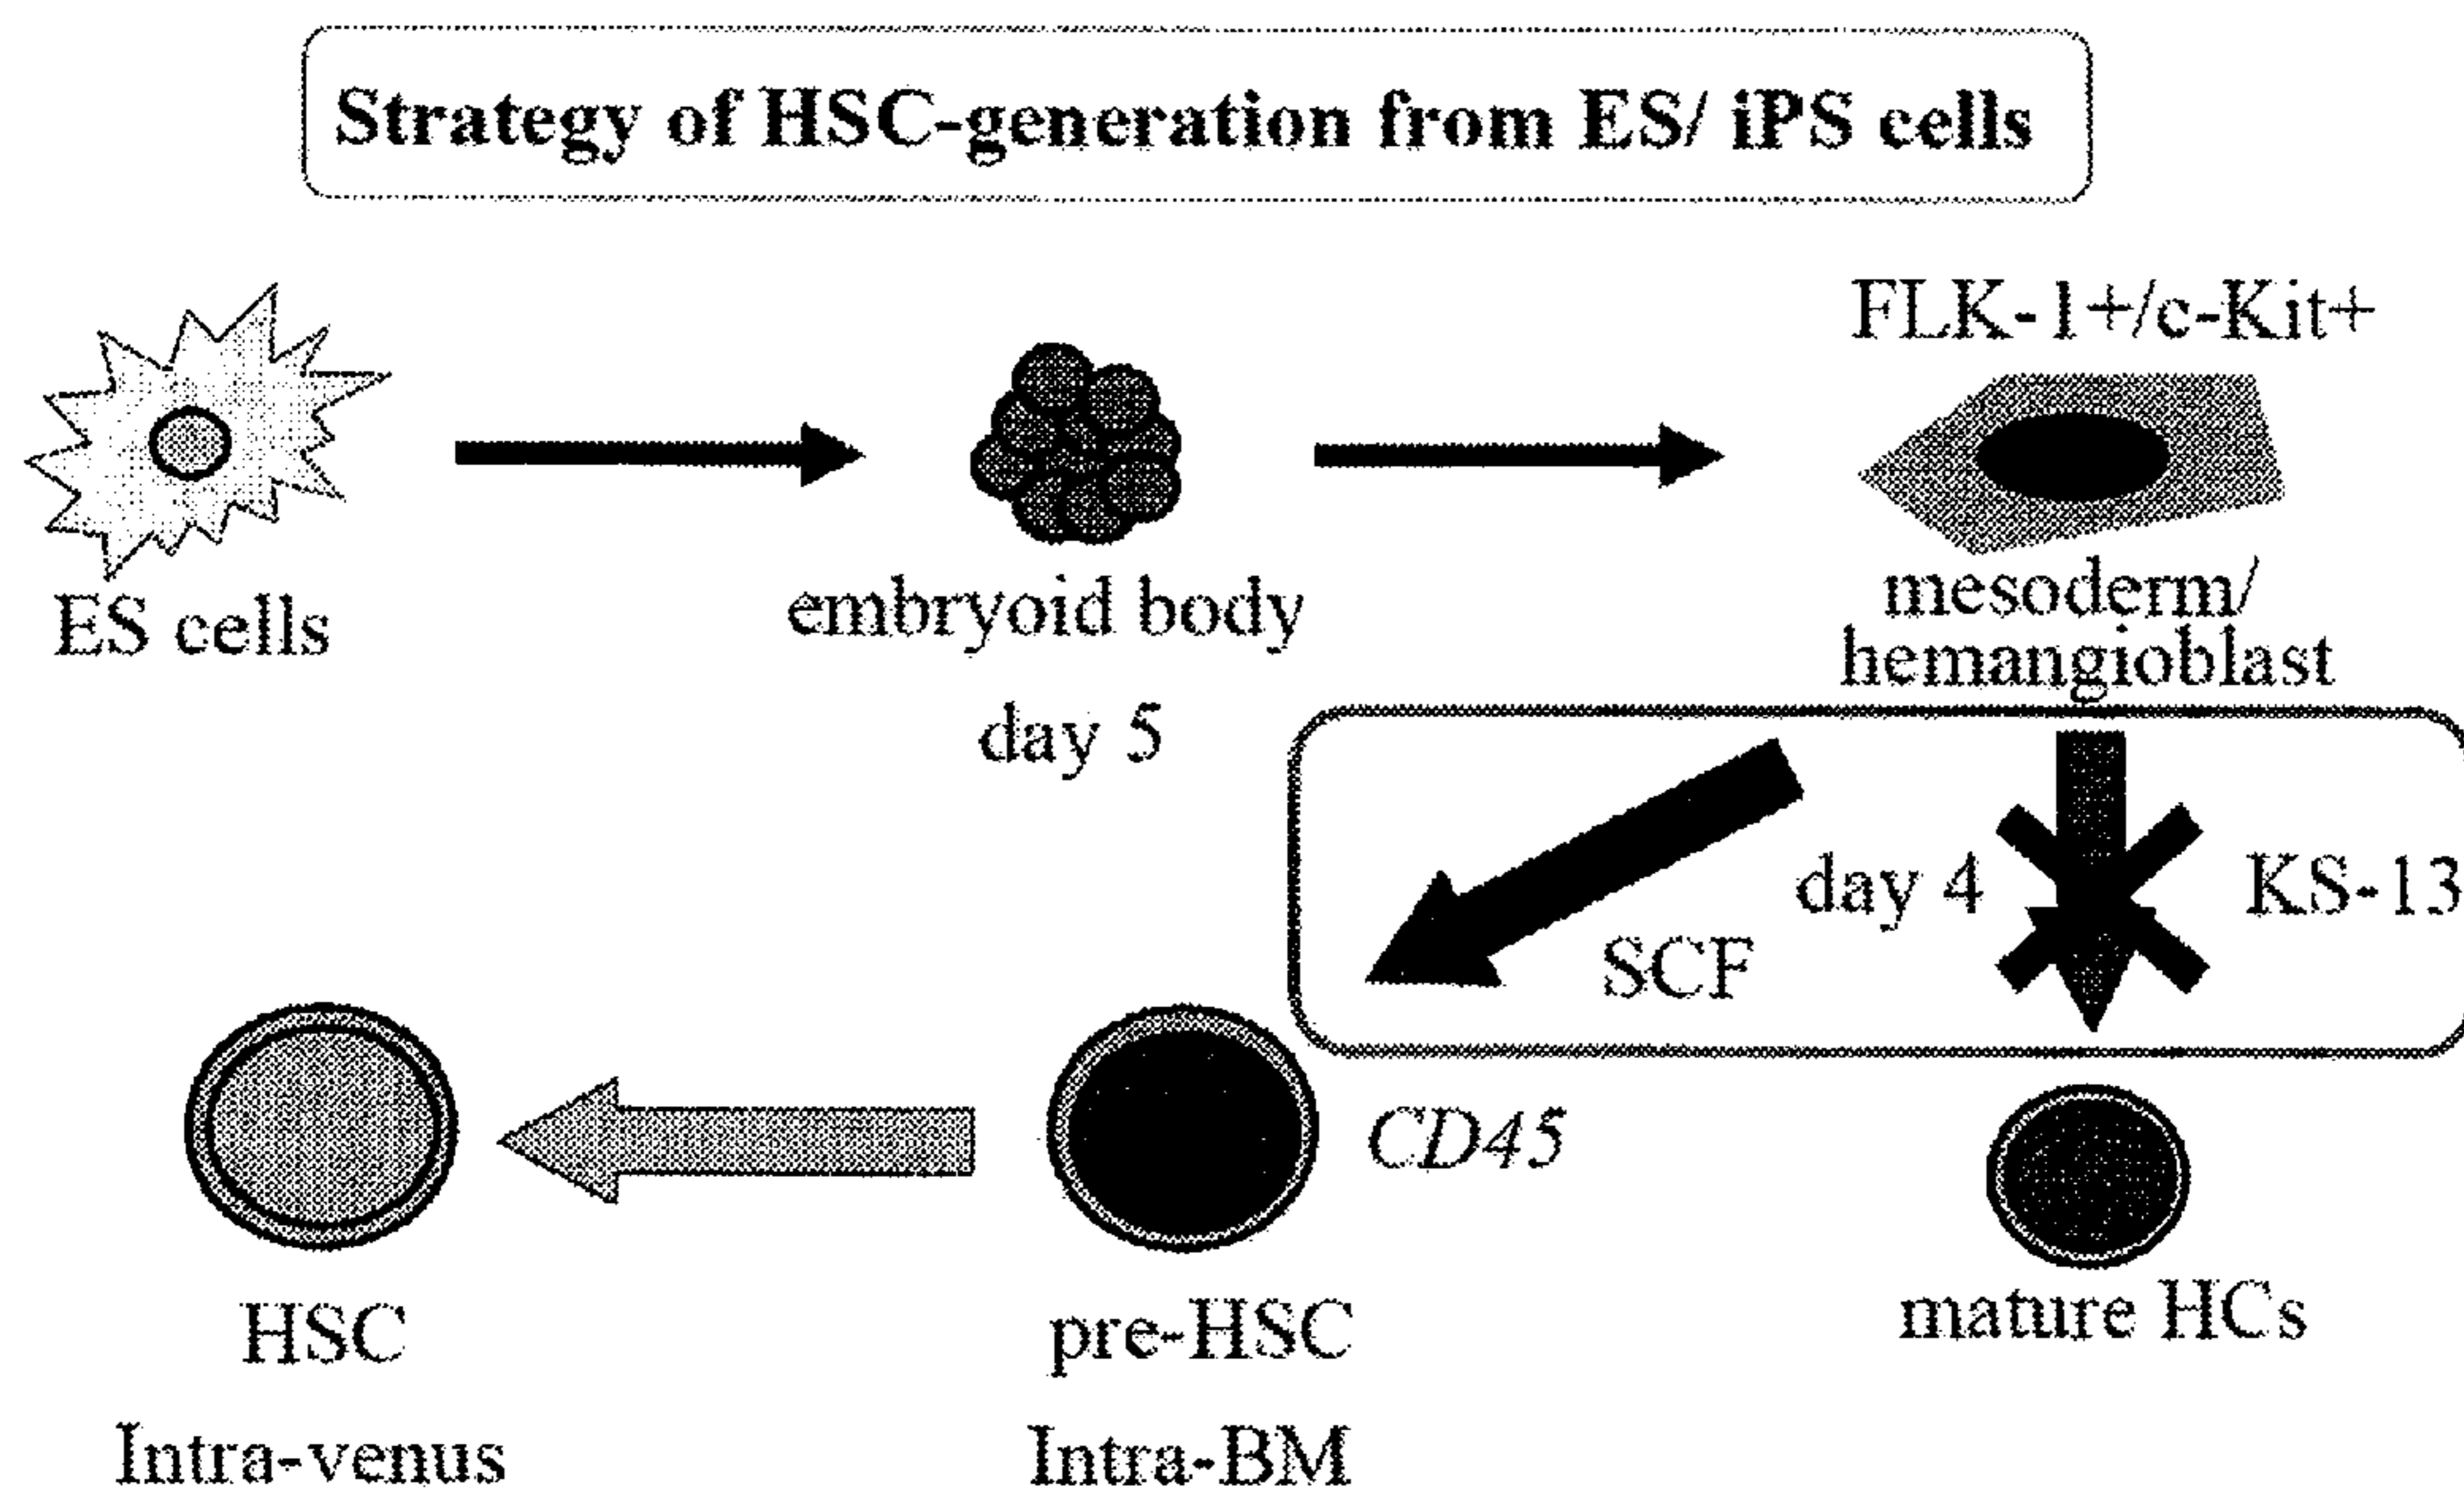 Strategy of HSC-generation from ES/ iPS cells
FLK-1+/c-Kit+
ES cells
embryoid body
day 5
mesoderm/
hemangioblast
day 4
KS-13
SCF
CD45
HSC
Intra-venus
pre-HSC
Intra-BM
mature HCs